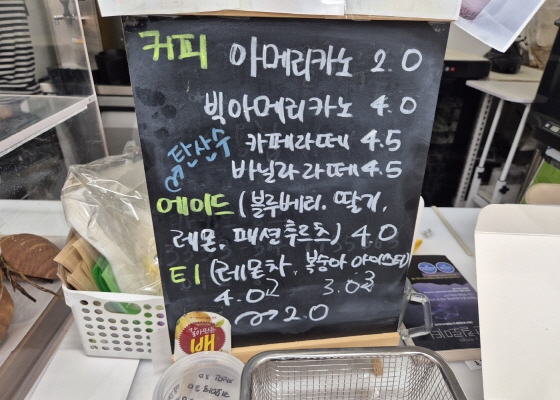 커피 아메리카노 2.0
빅아메리카노 4.0
탄산수 카페라떼 4.5
바닐라라떼 4.5
에이드 (블루베리. 딸기.
레몬. 패션후르츠) 4.0
티 (레몬차. 복숭아 아이스티)
4.0 3.0
2.0
배